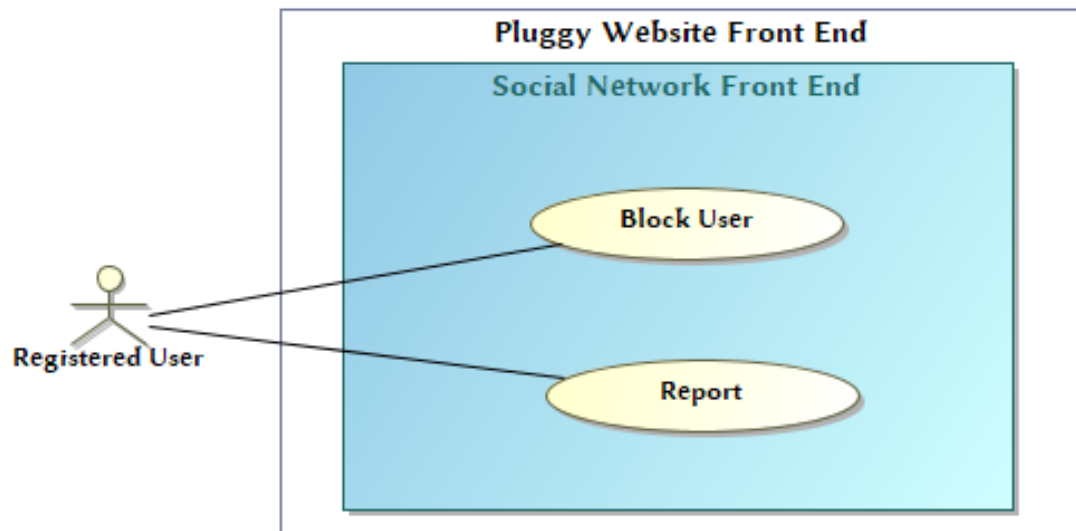 Pluggy Website Front End
Social Network Front End
Block User
Registered User
Report